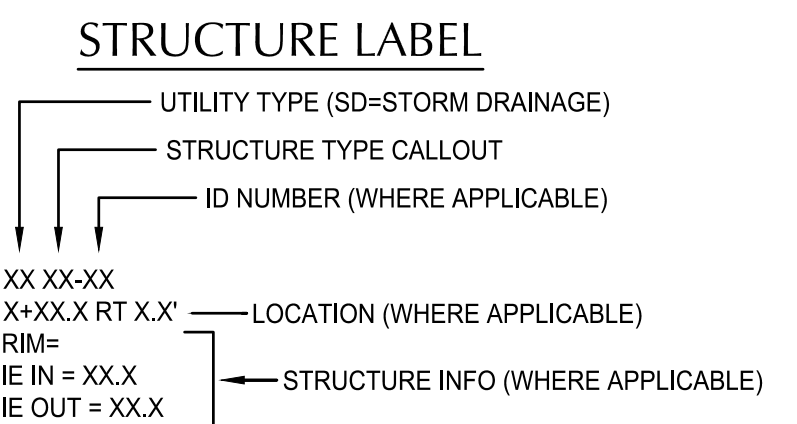 STRUCTURE LABEL
UTILITY TYPE (SD=STORM DRAINAGE)
STRUCTURE TYPE CALLOUT
ID NUMBER (WHERE APPLICABLE)
XX XX-XX
X+XX.X RT X.X' LOCATION (WHERE APPLICABLE)
RIM=
IE IN = XX.X
STRUCTURE INFO (WHERE APPLICABLE)
IE OUT = XX.X